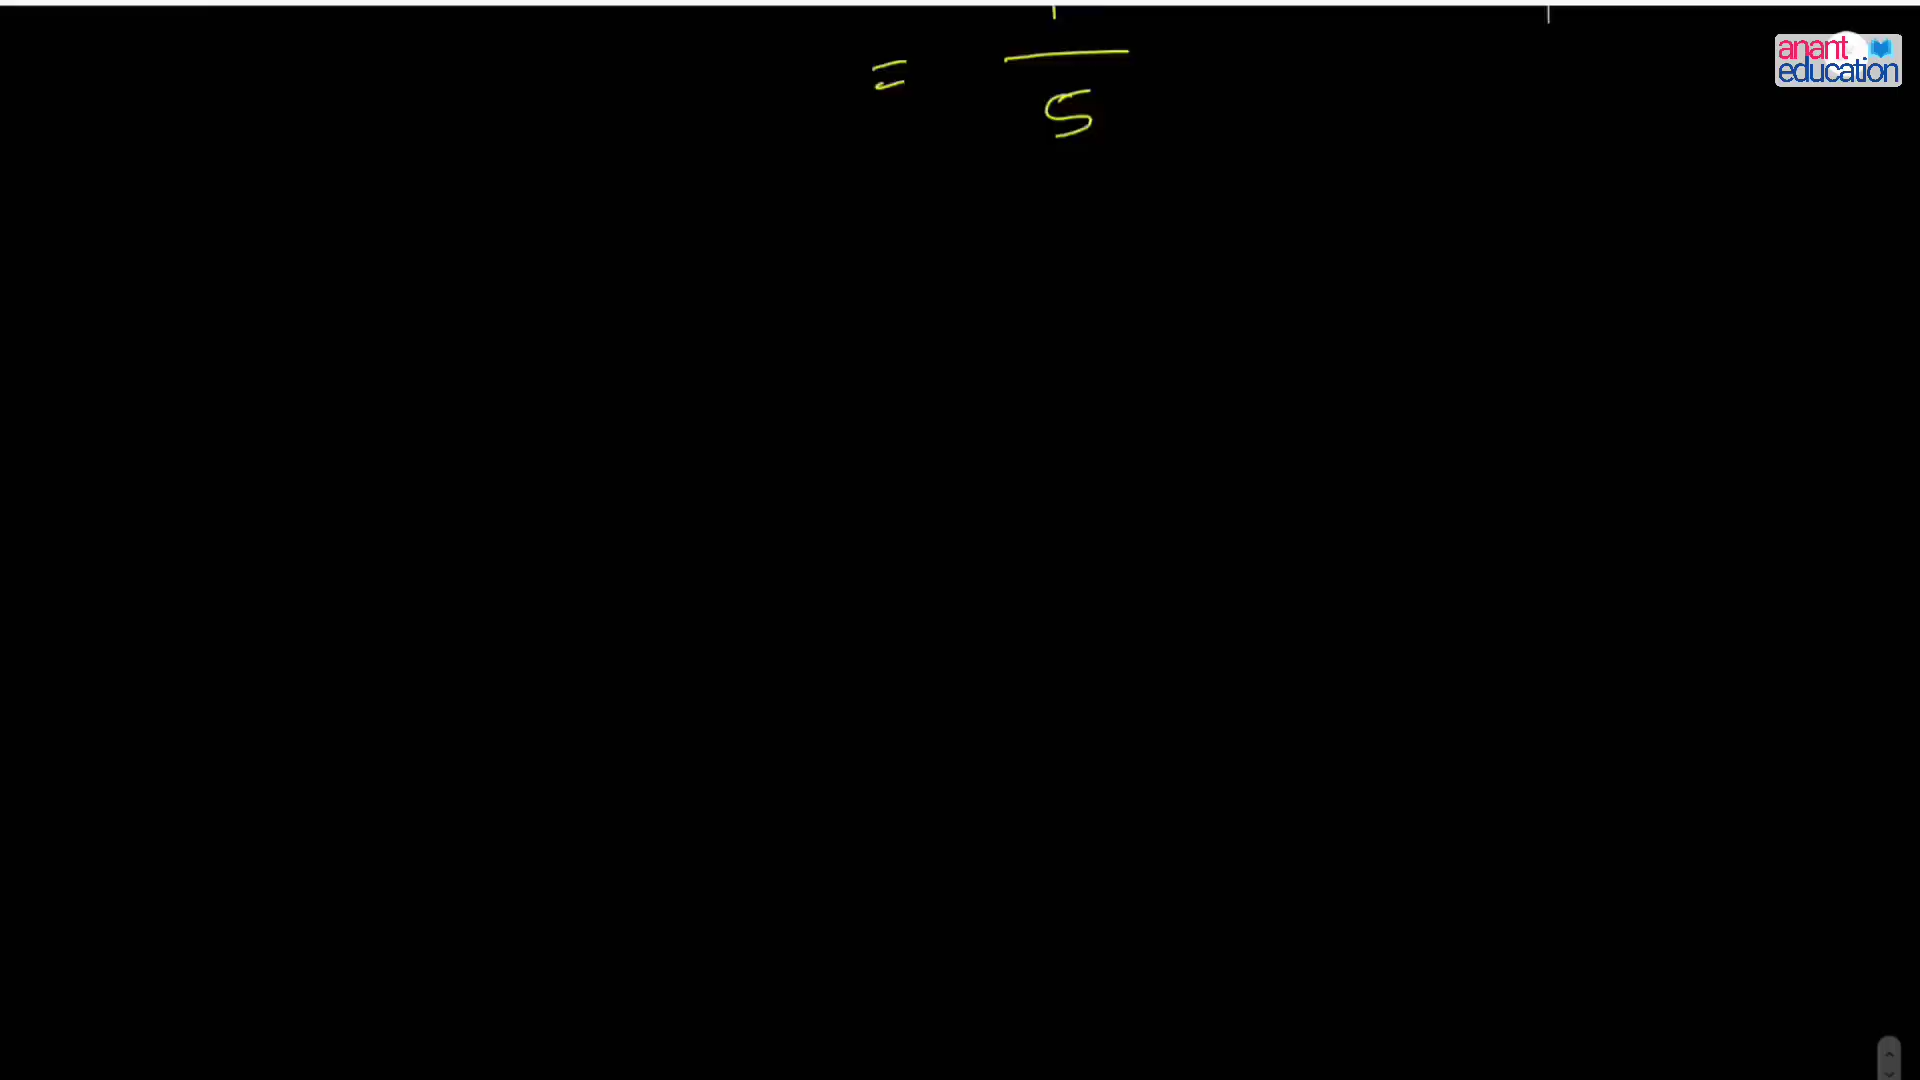 =
5
anant
education